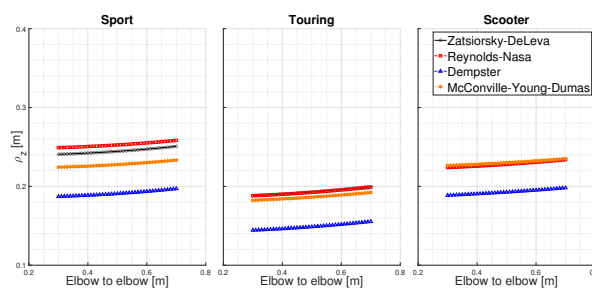 Sport
Touring
Scooter
0.4
0.3
0.2
0.1
ρz [m]
Zatsiorsky-DeLeva
Reynolds-Nasa
Dempster
McConville-Young-Dumas
0.2 0.4 0.6 0.8
0.2 0.4 0.6 0.8
0.2 0.4 0.6 0.8
Elbow to elbow [m]
Elbow to elbow [m]
Elbow to elbow [m]